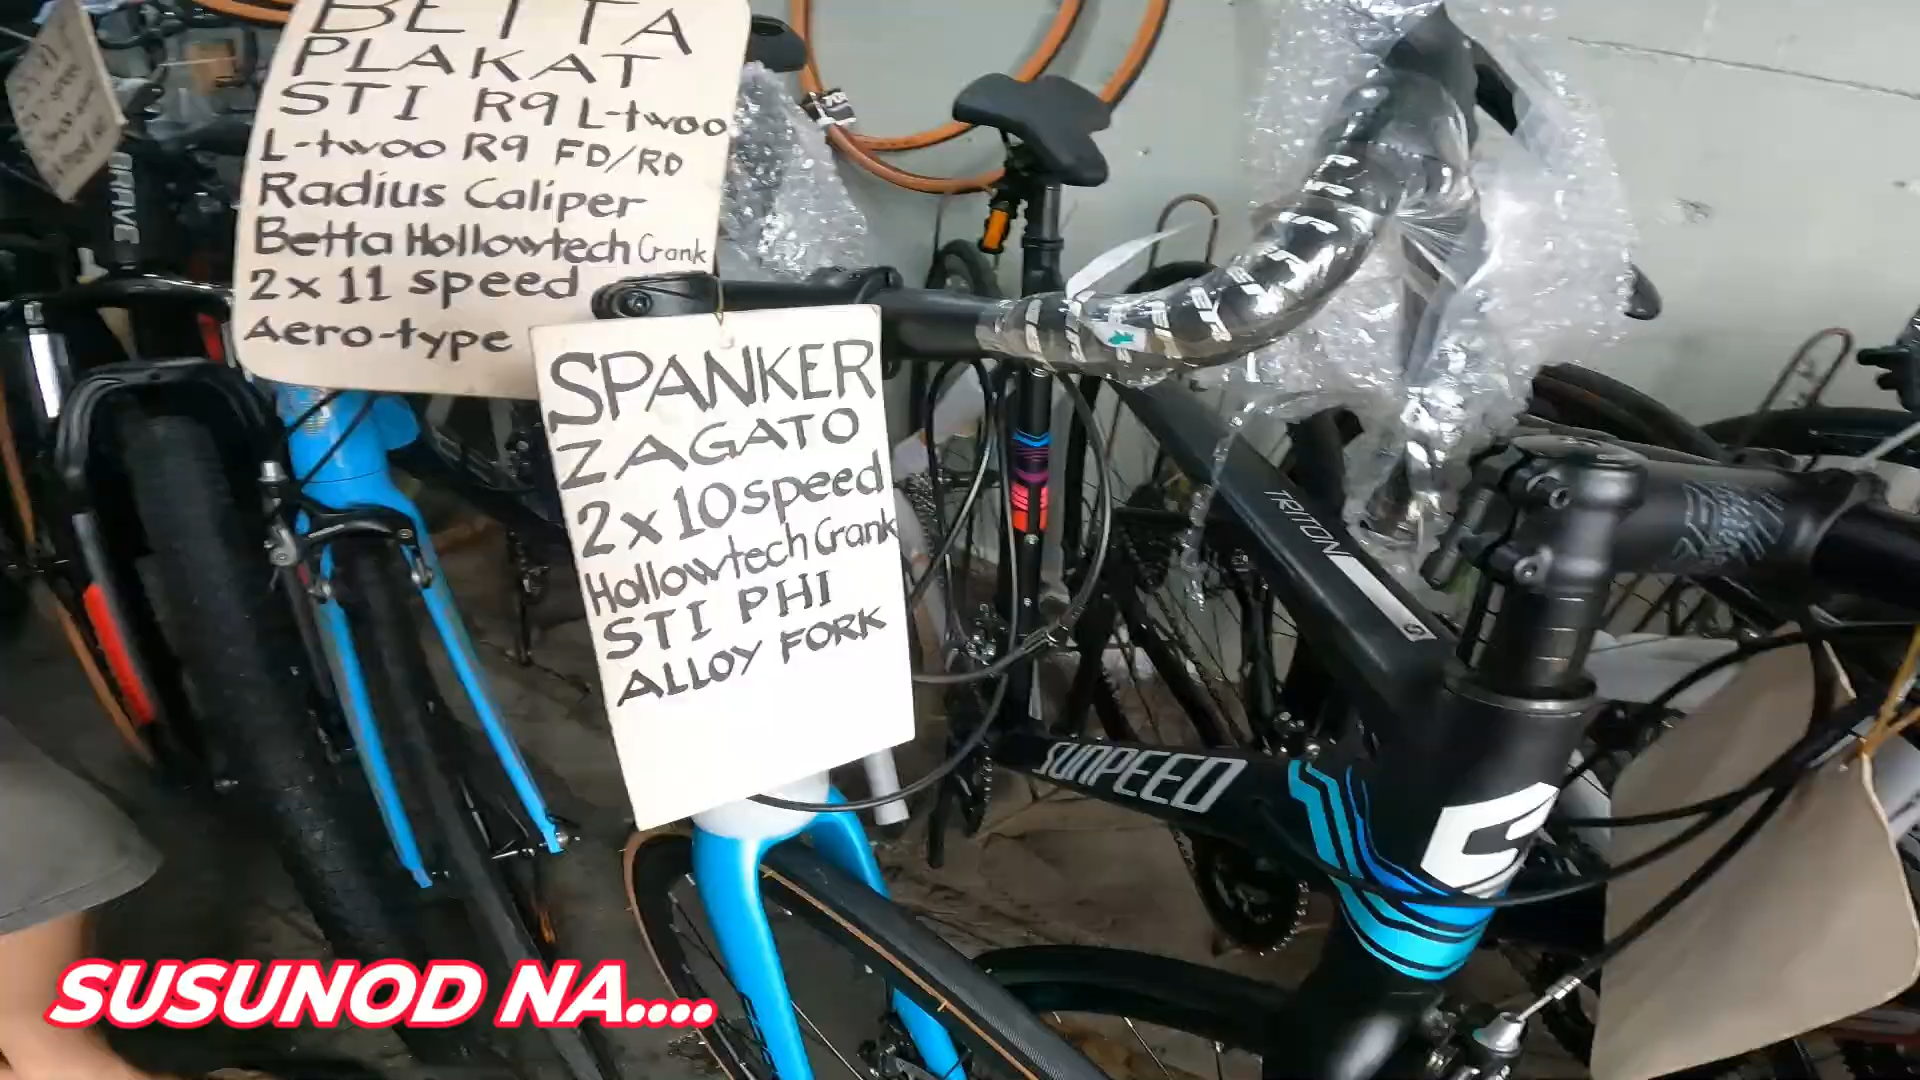 BETTA
PLAKAT
STI R9 L-twoo
L-twoo R9 FD/RD
Radius Caliper
Betta Hollowtech Crank
2x11 speed
Aero-type
SPANKER
ZAGATO
2x10 speed
Hollowtech Crank
STI PHI
ALLOY FORK
TRITON
SUNPEED
SUSUNOD NA....